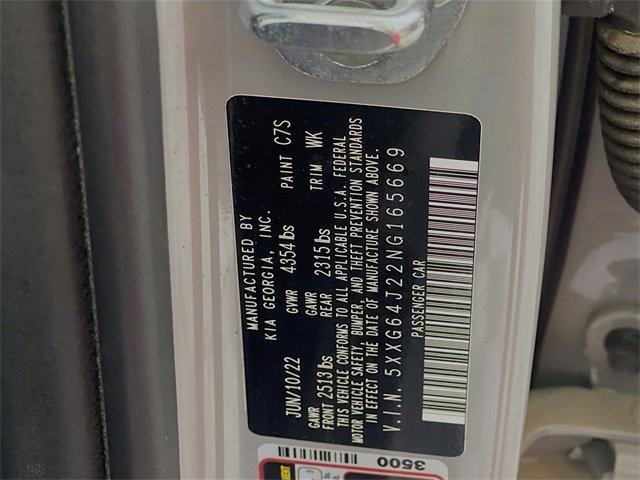 MANUFACTURED BY
KIA GEORGIA, INC.
JUN/10/22 GVWR 4354 lbs PAINT C7S
GAWR FRONT 2513 lbs GAWR REAR 2315 lbs TRIM WK
THIS VEHICLE CONFORMS TO ALL APPLICABLE U.S.A. FEDERAL
MOTOR VEHICLE SAFETY, BUMPER, AND THEFT PREVENTION STANDARDS
IN EFFECT ON THE DATE OF MANUFACTURE SHOWN ABOVE.
V.I.N. 5XXG64J22NG165669
PASSENGER CAR
3500